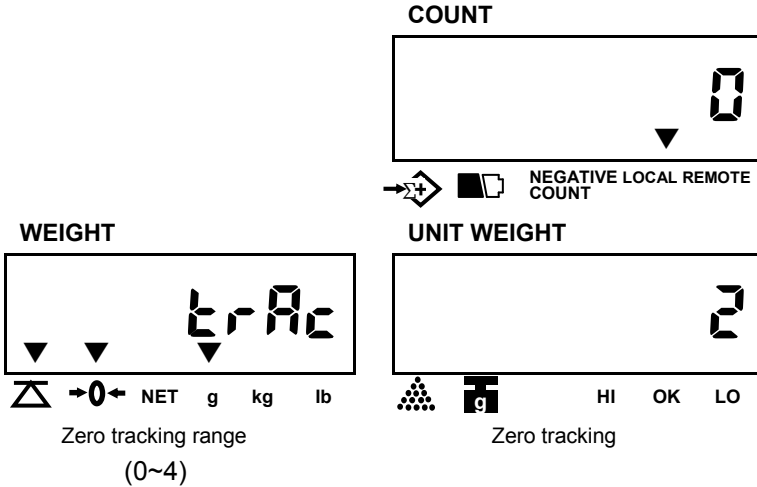 COUNT
0
NEGATIVE LOCAL REMOTE
COUNT
Σ+
WEIGHT
trAc
→0← NET g kg lb
Zero tracking range
(0~4)
UNIT WEIGHT
2
g HI OK LO
Zero tracking